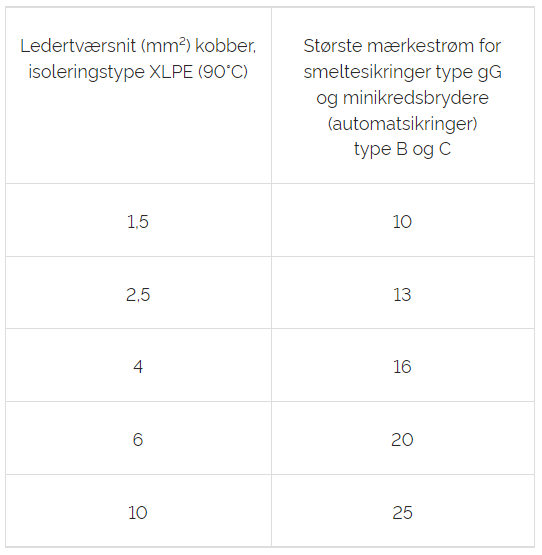 Ledertværsnit (mm²) kobber,
isoleringstype XLPE (90°C)
Største mærkestrøm for
smeltesikringer type gG
og minikredsbrydere
(automatsikringer)
type B og C
1,5 10
2,5 13
4 16
6 20
10 25